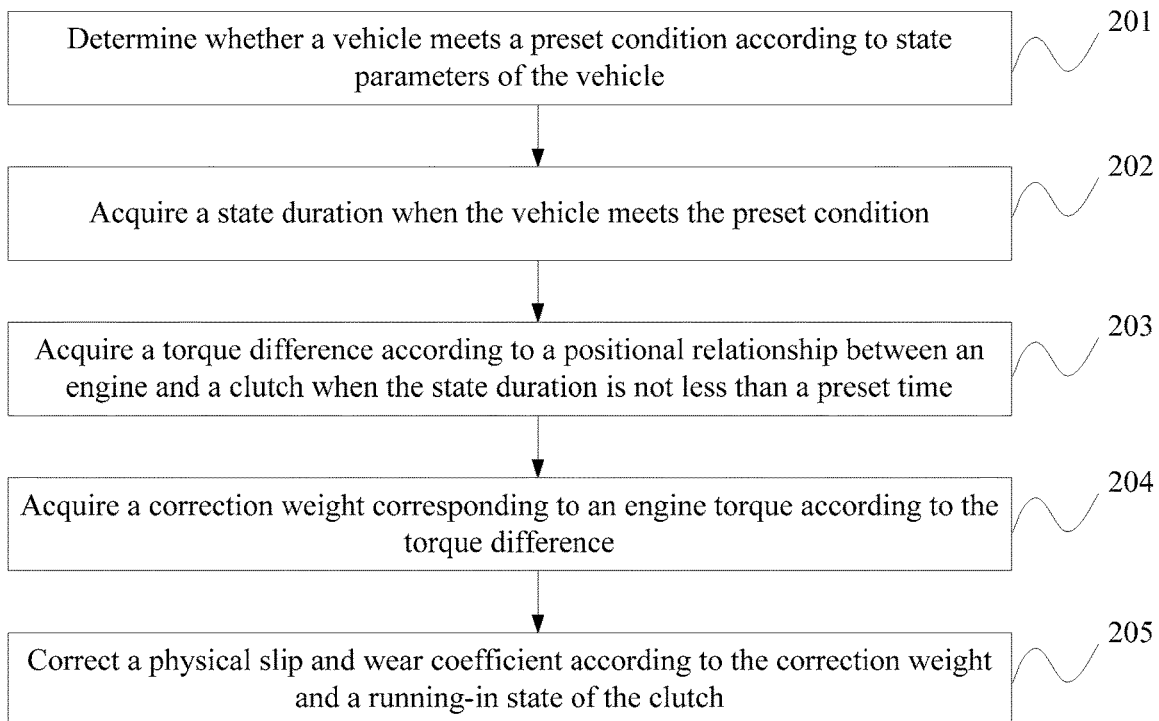 Determine whether a vehicle meets a preset condition according to state
parameters of the vehicle
201
Acquire a state duration when the vehicle meets the preset condition
202
Acquire a torque difference according to a positional relationship between an
engine and a clutch when the state duration is not less than a preset time
203
Acquire a correction weight corresponding to an engine torque according to the
torque difference
204
Correct a physical slip and wear coefficient according to the correction weight
and a running-in state of the clutch
205